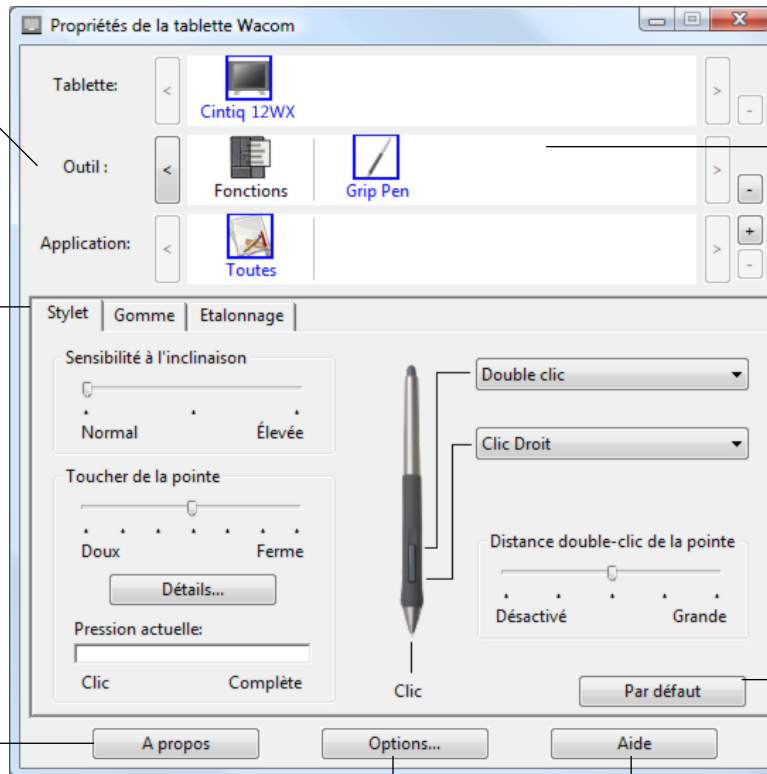 Propriétés de la tablette Wacom
Tablette:
Cintiq 12WX
Outil :
Fonctions
Grip Pen
Application:
Toutes
Stylet
Gomme
Etalonnage
Sensibilité à l'inclinaison
Normal
Élevée
Toucher de la pointe
Doux
Ferme
Détails...
Pression actuelle:
Clic
Complète
Double clic
Clic Droit
Distance double-clic de la pointe
Désactivé
Grande
Clic
Par défaut
A propos
Options...
Aide